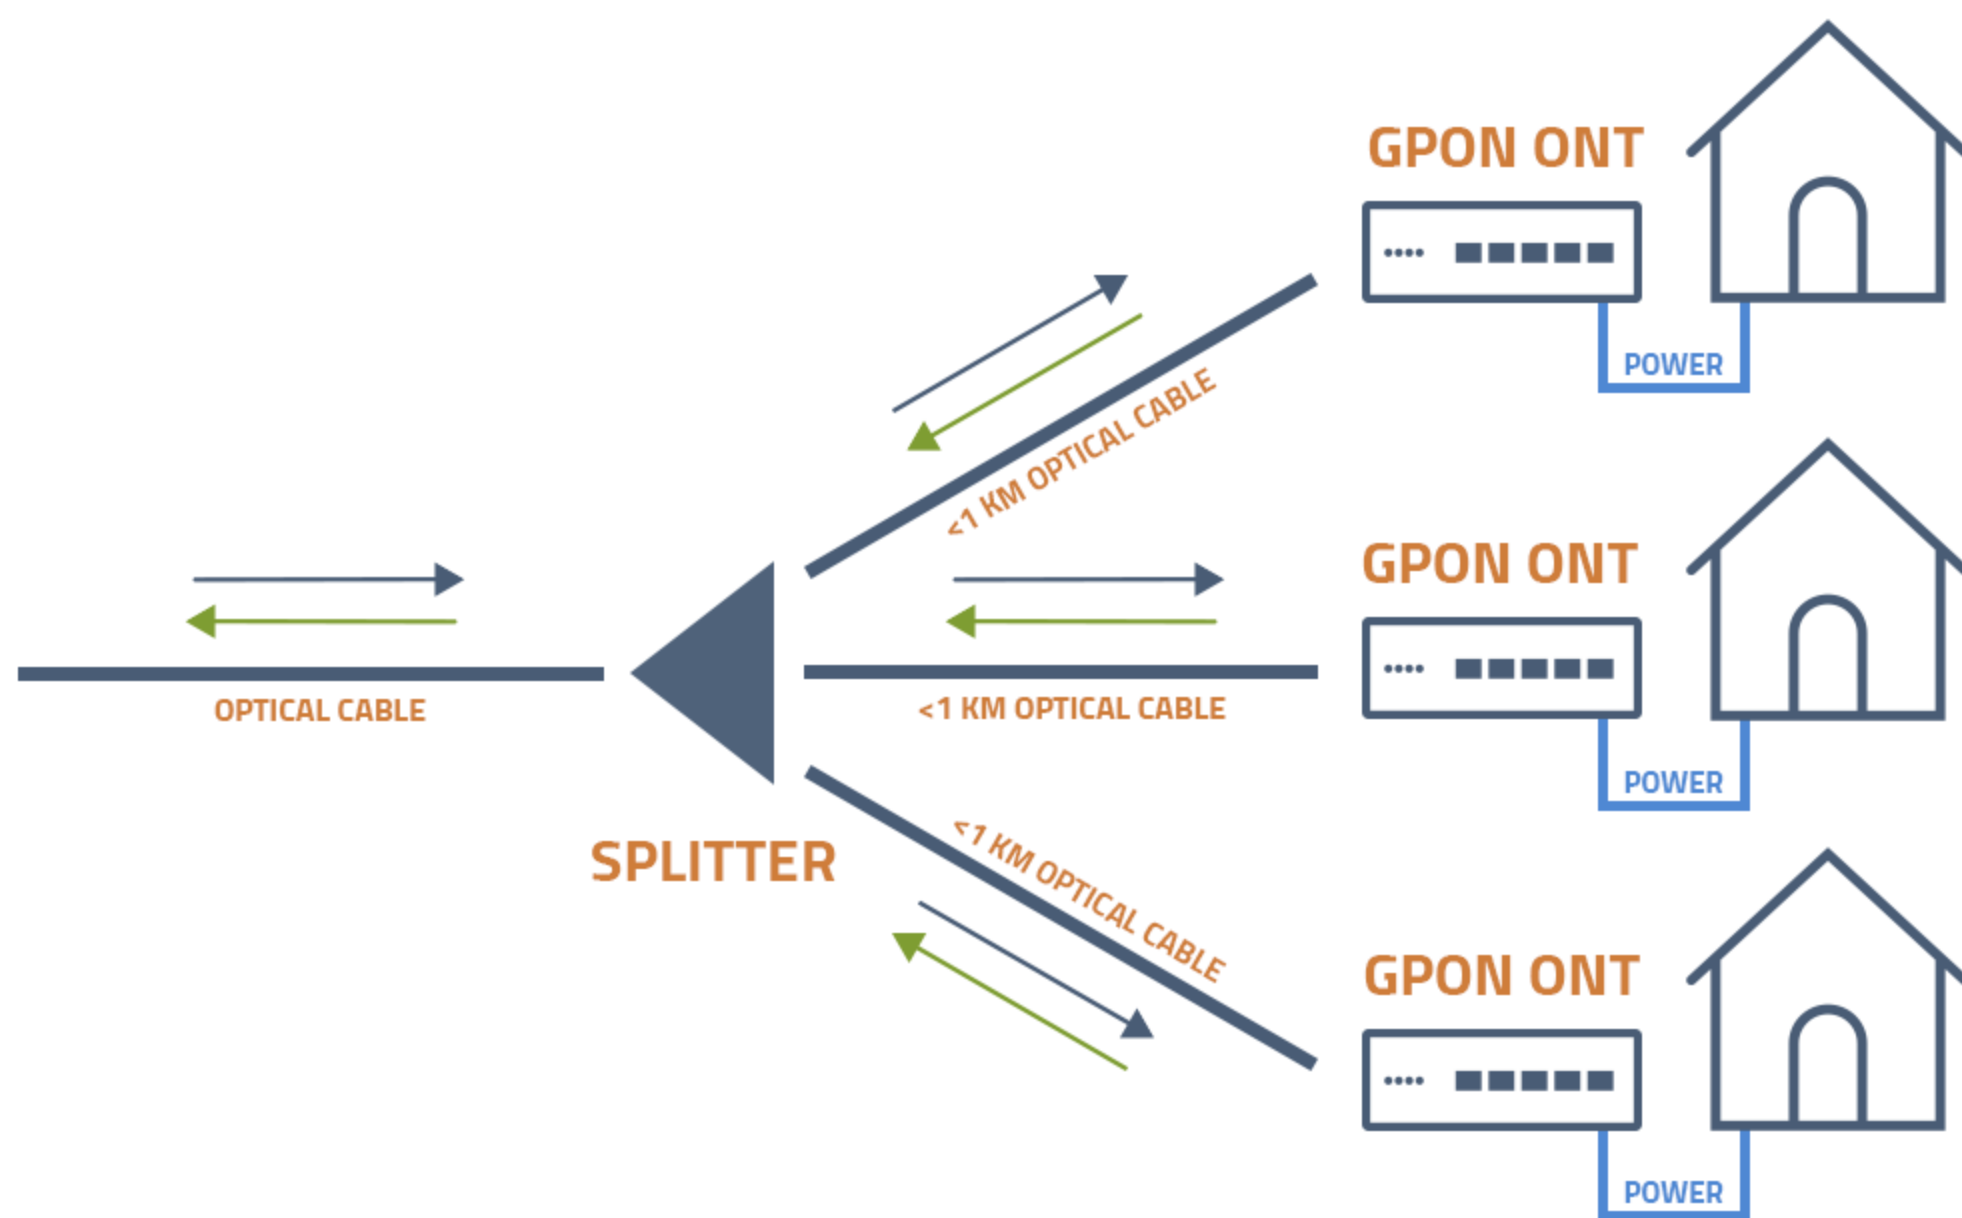 GPON ONT
POWER
<1 KM OPTICAL CABLE
GPON ONT
OPTICAL CABLE
<1 KM OPTICAL CABLE
POWER
SPLITTER
<1 KM OPTICAL CABLE
GPON ONT
POWER